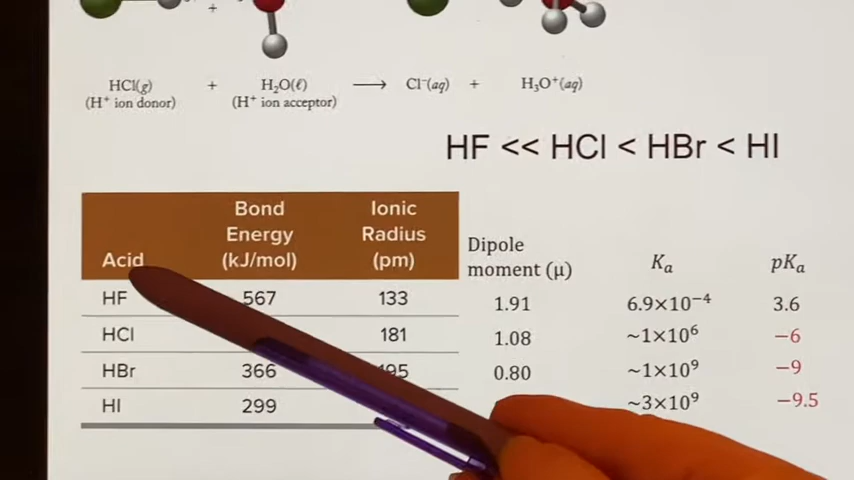 +
HCl(g) + H₂O(ℓ) ⟶ Cl⁻(aq) + H₃O⁺(aq)
(H⁺ ion donor) (H⁺ ion acceptor)
HF << HCl < HBr < HI
Acid Bond Energy (kJ/mol) Ionic Radius (pm) Dipole moment (μ) Kₐ pKₐ
HF 567 133 1.91 6.9×10⁻⁴ 3.6
HCl 181 1.08 ~1×10⁶ −6
HBr 366 0.80 ~1×10⁹ −9
HI 299 ~3×10⁹ −9.5